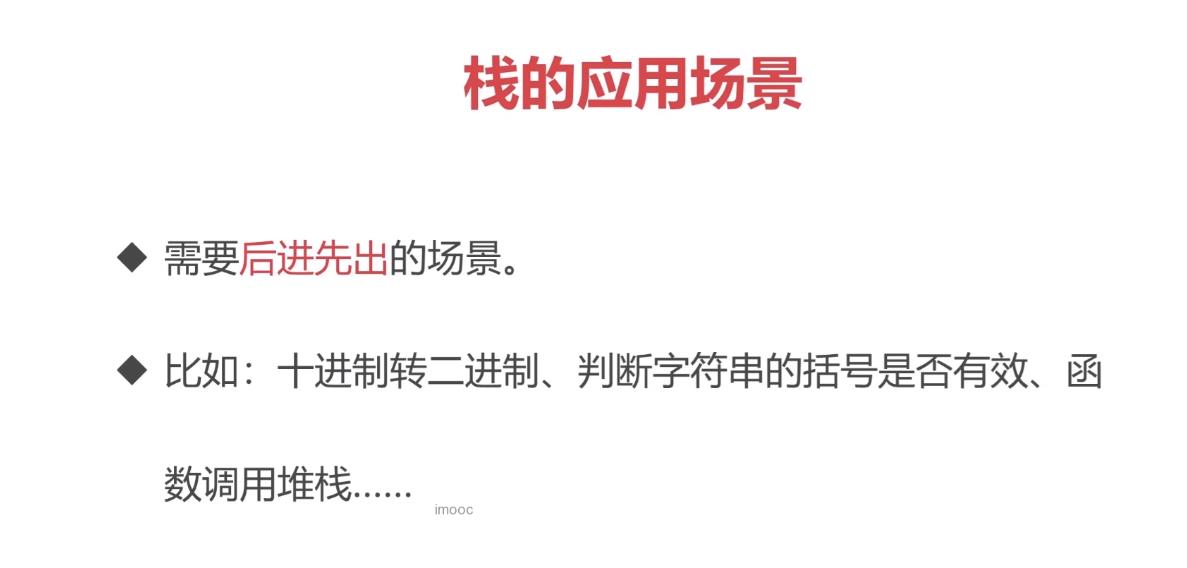 栈的应用场景
◆ 需要后进先出的场景。
◆ 比如：十进制转二进制、判断字符串的括号是否有效、函
数调用堆栈……
imooc